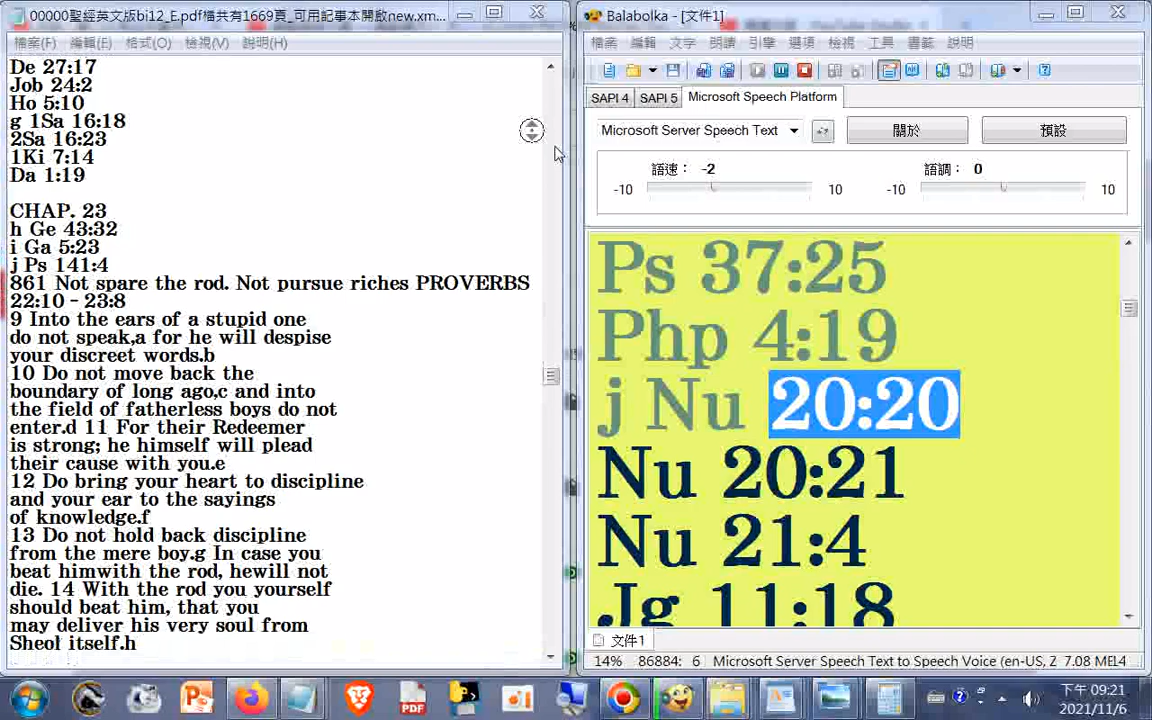 00000聖經英文版bi12_E.pdf檔共有1669頁_可用記事本開啟new.xm...
檔案(F) 編輯(E) 格式(O) 檢視(V) 說明(H)
De 27:17
Job 24:2
Ho 5:10
g 1Sa 16:18
2Sa 16:23
1Ki 7:14
Da 1:19
CHAP. 23
h Ge 43:32
i Ga 5:23
j Ps 141:4
861 Not spare the rod. Not pursue riches PROVERBS
22:10 - 23:8
9 Into the ears of a stupid one
do not speak,a for he will despise
your discreet words.b
10 Do not move back the
boundary of long ago,c and into
the field of fatherless boys do not
enter.d 11 For their Redeemer
is strong; he himself will plead
their cause with you.e
12 Do bring your heart to discipline
and your ear to the sayings
of knowledge.f
13 Do not hold back discipline
from the mere boy.g In case you
beat himwith the rod, hewill not
die. 14 With the rod you yourself
should beat him, that you
may deliver his very soul from
Sheol itself.h
Balabolka - [文件1]
檔案 編輯 文字 朗讀 引擎 選項 檢視 工具 書籤 說明
SAPI 4 SAPI 5 Microsoft Speech Platform
Microsoft Server Speech Text 關於 預設
語速： -2 語調： 0
-10 10 -10 10
Ps 37:25
Php 4:19
j Nu 20:20
Nu 20:21
Nu 21:4
Jg 11:18
文件1
14% 86884: 6 Microsoft Server Speech Text to Speech Voice (en-US, Z 7.08 MEL4
PDF
下午 09:21
2021/11/6